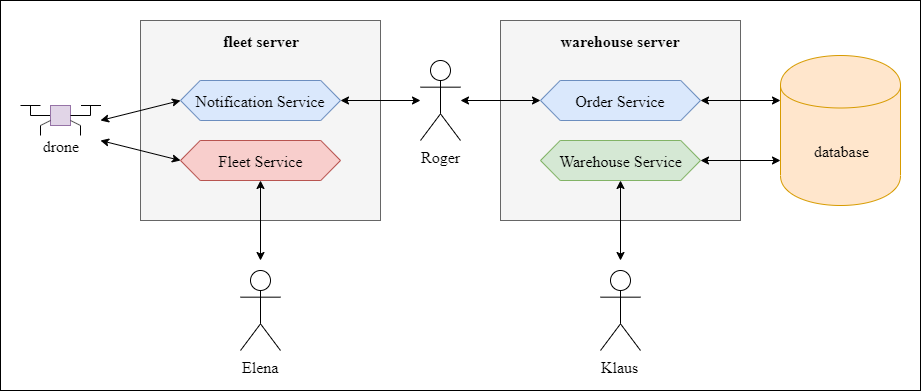 fleet server
warehouse server
Notification Service
Order Service
drone
Roger
database
Fleet Service
Warehouse Service
Elena
Klaus